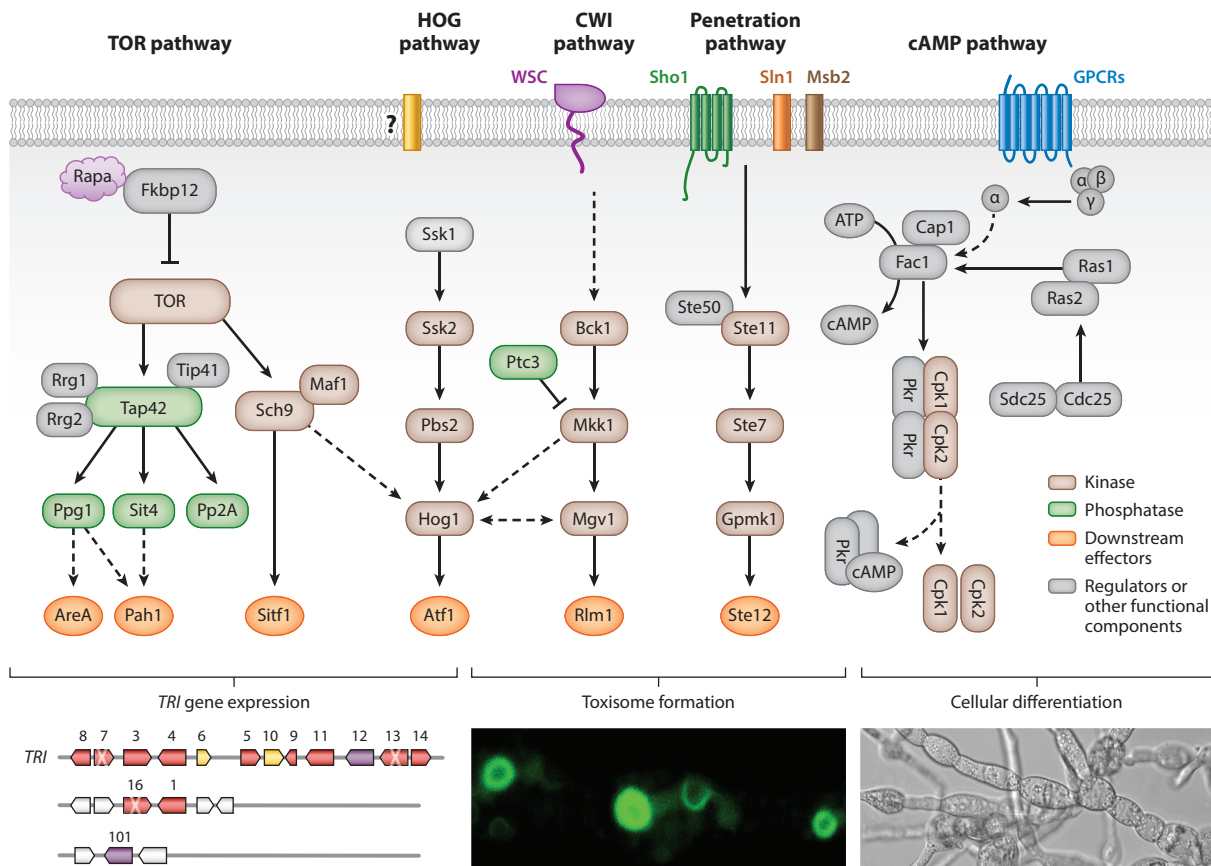 TOR pathway
HOG
pathway
CWI
pathway
Penetration
pathway
cAMP pathway
WSC
Sho1
Sln1
Msb2
GPCRs
?
Rapa
Fkbp12
α
β
γ
α
ATP
Cap1
Fac1
Ras1
Ras2
cAMP
Ssk1
TOR
Ssk2
Bck1
Ste50
Ste11
Ptc3
Rrg1
Tip41
Rrg2
Tap42
Maf1
Sch9
Pbs2
Mkk1
Ste7
Pkr
Cpk1
Pkr
Cpk2
Sdc25
Cdc25
Ppg1
Sit4
Pp2A
Hog1
Mgv1
Gpmk1
Pkr
cAMP
Cpk1
Cpk2
AreA
Pah1
Sitf1
Atf1
Rlm1
Ste12
Kinase
Phosphatase
Downstream
effectors
Regulators or
other functional
components
TRI gene expression
Toxisome formation
Cellular differentiation
8 7 3 4 6 5 10 9 11 12 13 14
TRI
16 1
101